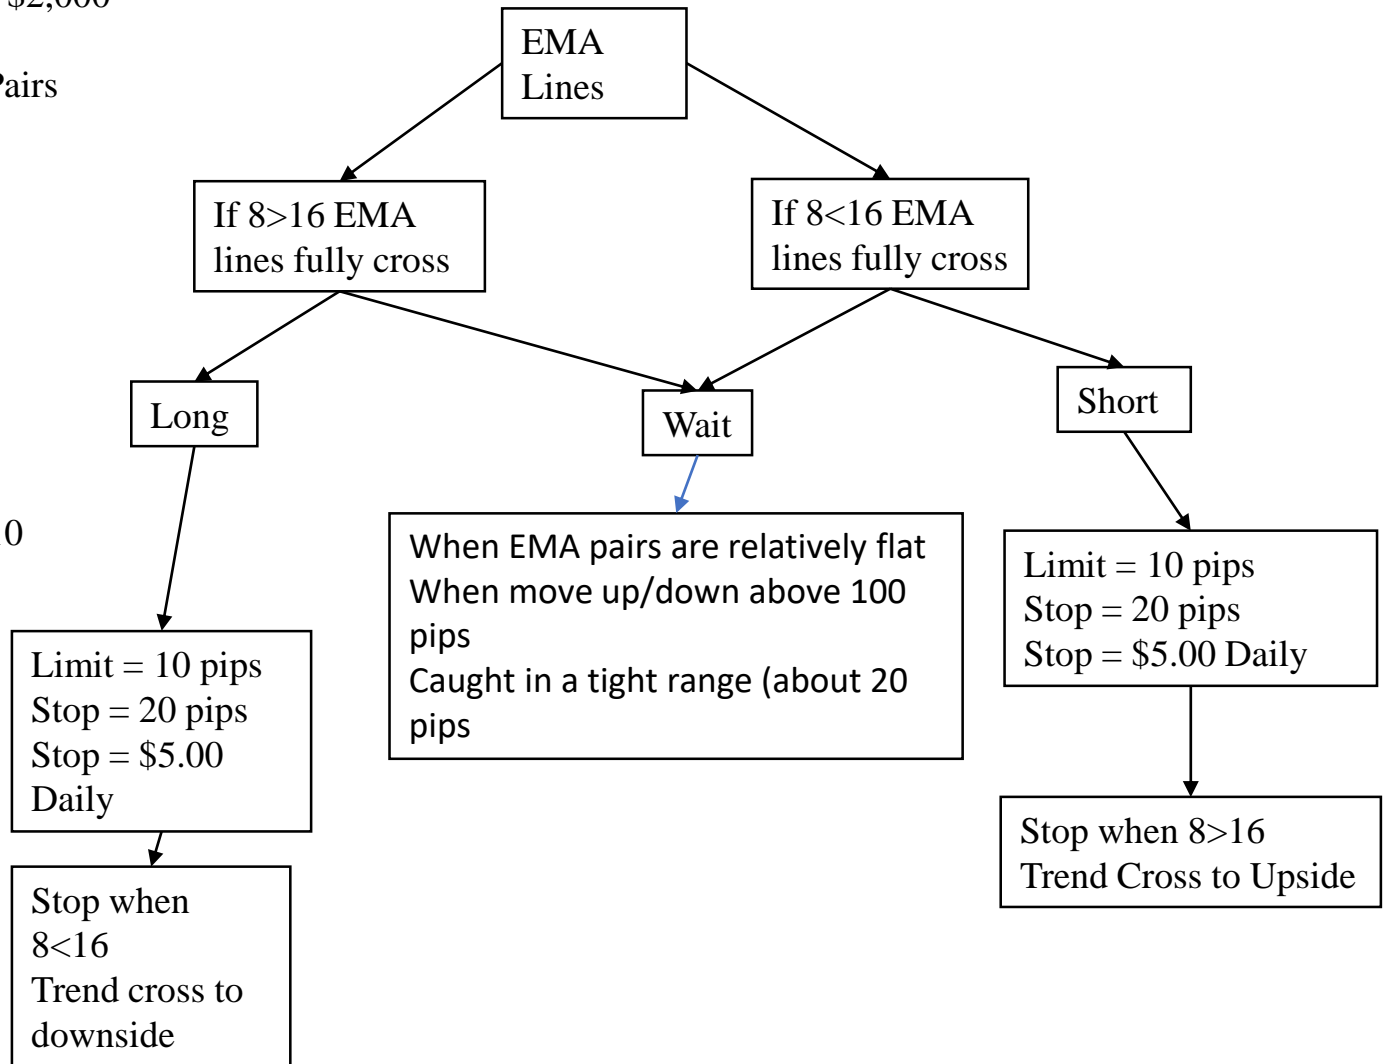 $2,000
Pairs
EMA
Lines
If 8>16 EMA
lines fully cross
If 8<16 EMA
lines fully cross
Long
Wait
Short
0
When EMA pairs are relatively flat
When move up/down above 100
pips
Caught in a tight range (about 20
pips
Limit = 10 pips
Stop = 20 pips
Stop = $5.00 Daily
Limit = 10 pips
Stop = 20 pips
Stop = $5.00
Daily
Stop when 8>16
Trend Cross to Upside
Stop when
8<16
Trend cross to
downside